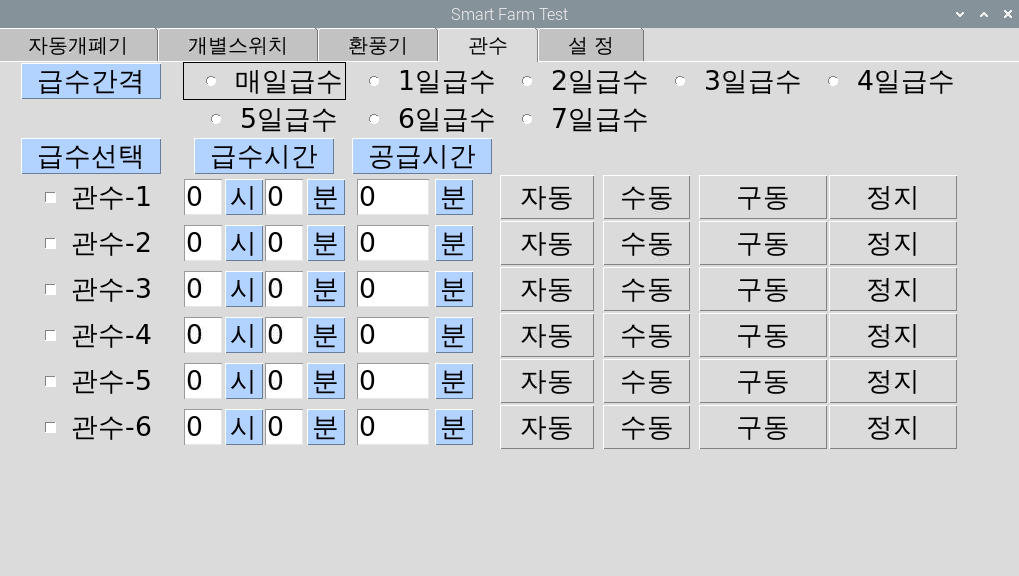 Smart Farm Test
자동개폐기 개별스위치 환풍기 관수 설 정
급수간격 매일급수 1일급수 2일급수 3일급수 4일급수
5일급수 6일급수 7일급수
급수선택 급수시간 공급시간
관수-1 0 시 0 분 0 분 자동 수동 구동 정지
관수-2 0 시 0 분 0 분 자동 수동 구동 정지
관수-3 0 시 0 분 0 분 자동 수동 구동 정지
관수-4 0 시 0 분 0 분 자동 수동 구동 정지
관수-5 0 시 0 분 0 분 자동 수동 구동 정지
관수-6 0 시 0 분 0 분 자동 수동 구동 정지